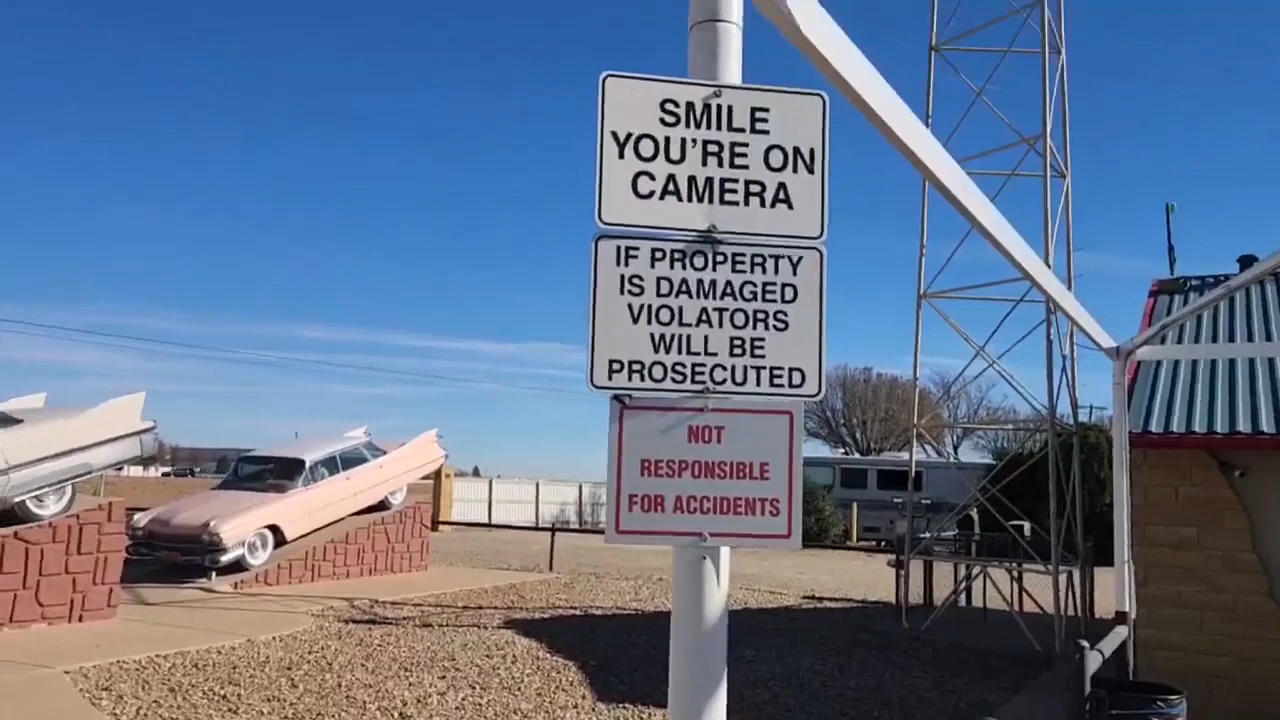 SMILE
YOU'RE ON
CAMERA
IF PROPERTY
IS DAMAGED
VIOLATORS
WILL BE
PROSECUTED
NOT
RESPONSIBLE
FOR ACCIDENTS